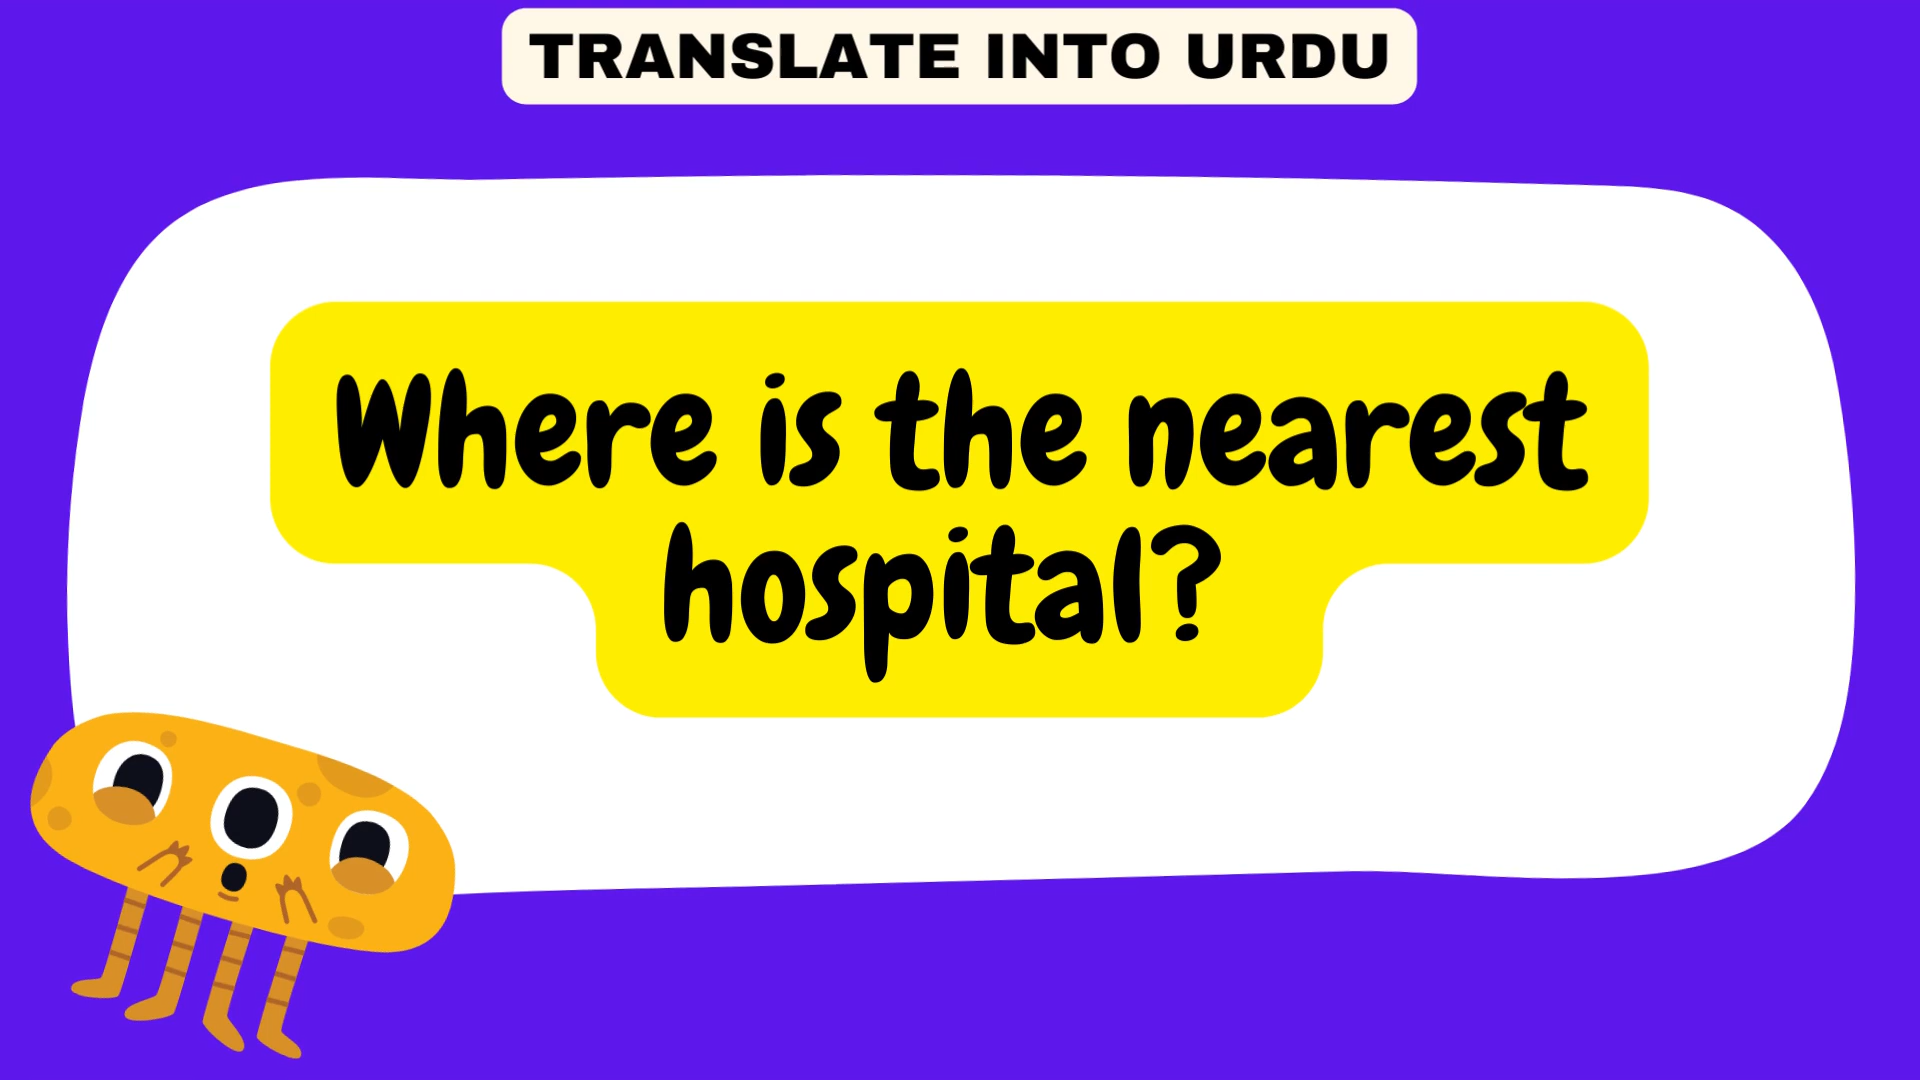 TRANSLATE INTO URDU
Where is the nearest
hospital?